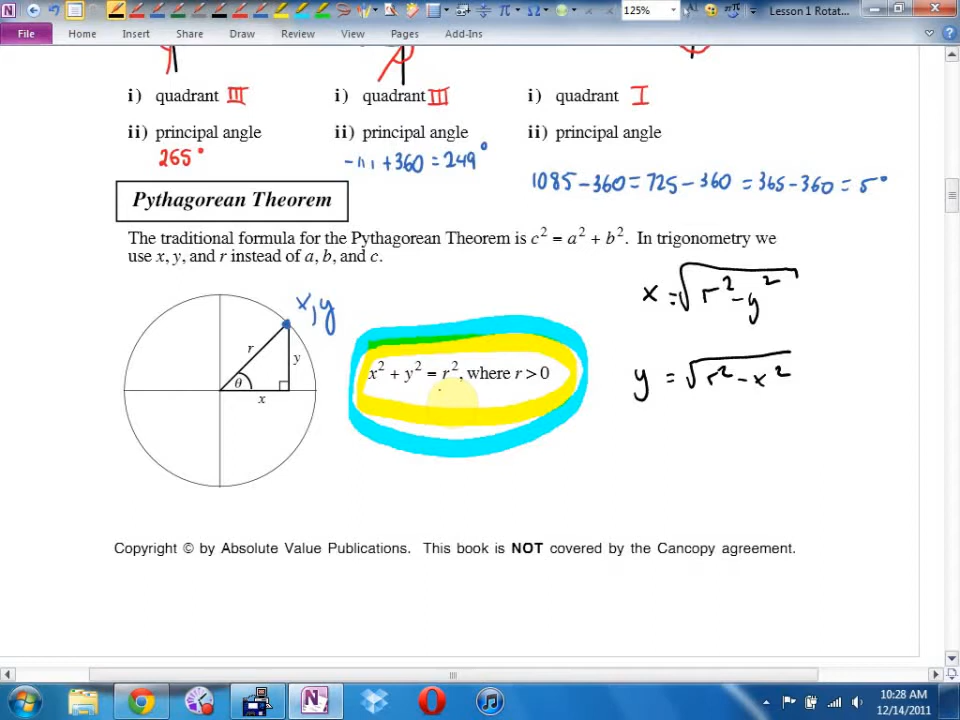 125%
Lesson 1 Rotat...
File Home Insert Share Draw Review View Pages Add-Ins
i) quadrant III i) quadrant III i) quadrant I
ii) principal angle ii) principal angle ii) principal angle
265° -111 + 360 = 249°
1085 - 360 = 725 - 360 = 365 - 360 = 5°
Pythagorean Theorem
The traditional formula for the Pythagorean Theorem is c² = a² + b². In trigonometry we
use x, y, and r instead of a, b, and c.
x = √r² - y²
x, y
r
y
θ
x
x² + y² = r², where r > 0
y = √r² - x²
Copyright © by Absolute Value Publications. This book is NOT covered by the Cancopy agreement.
10:28 AM
12/14/2011